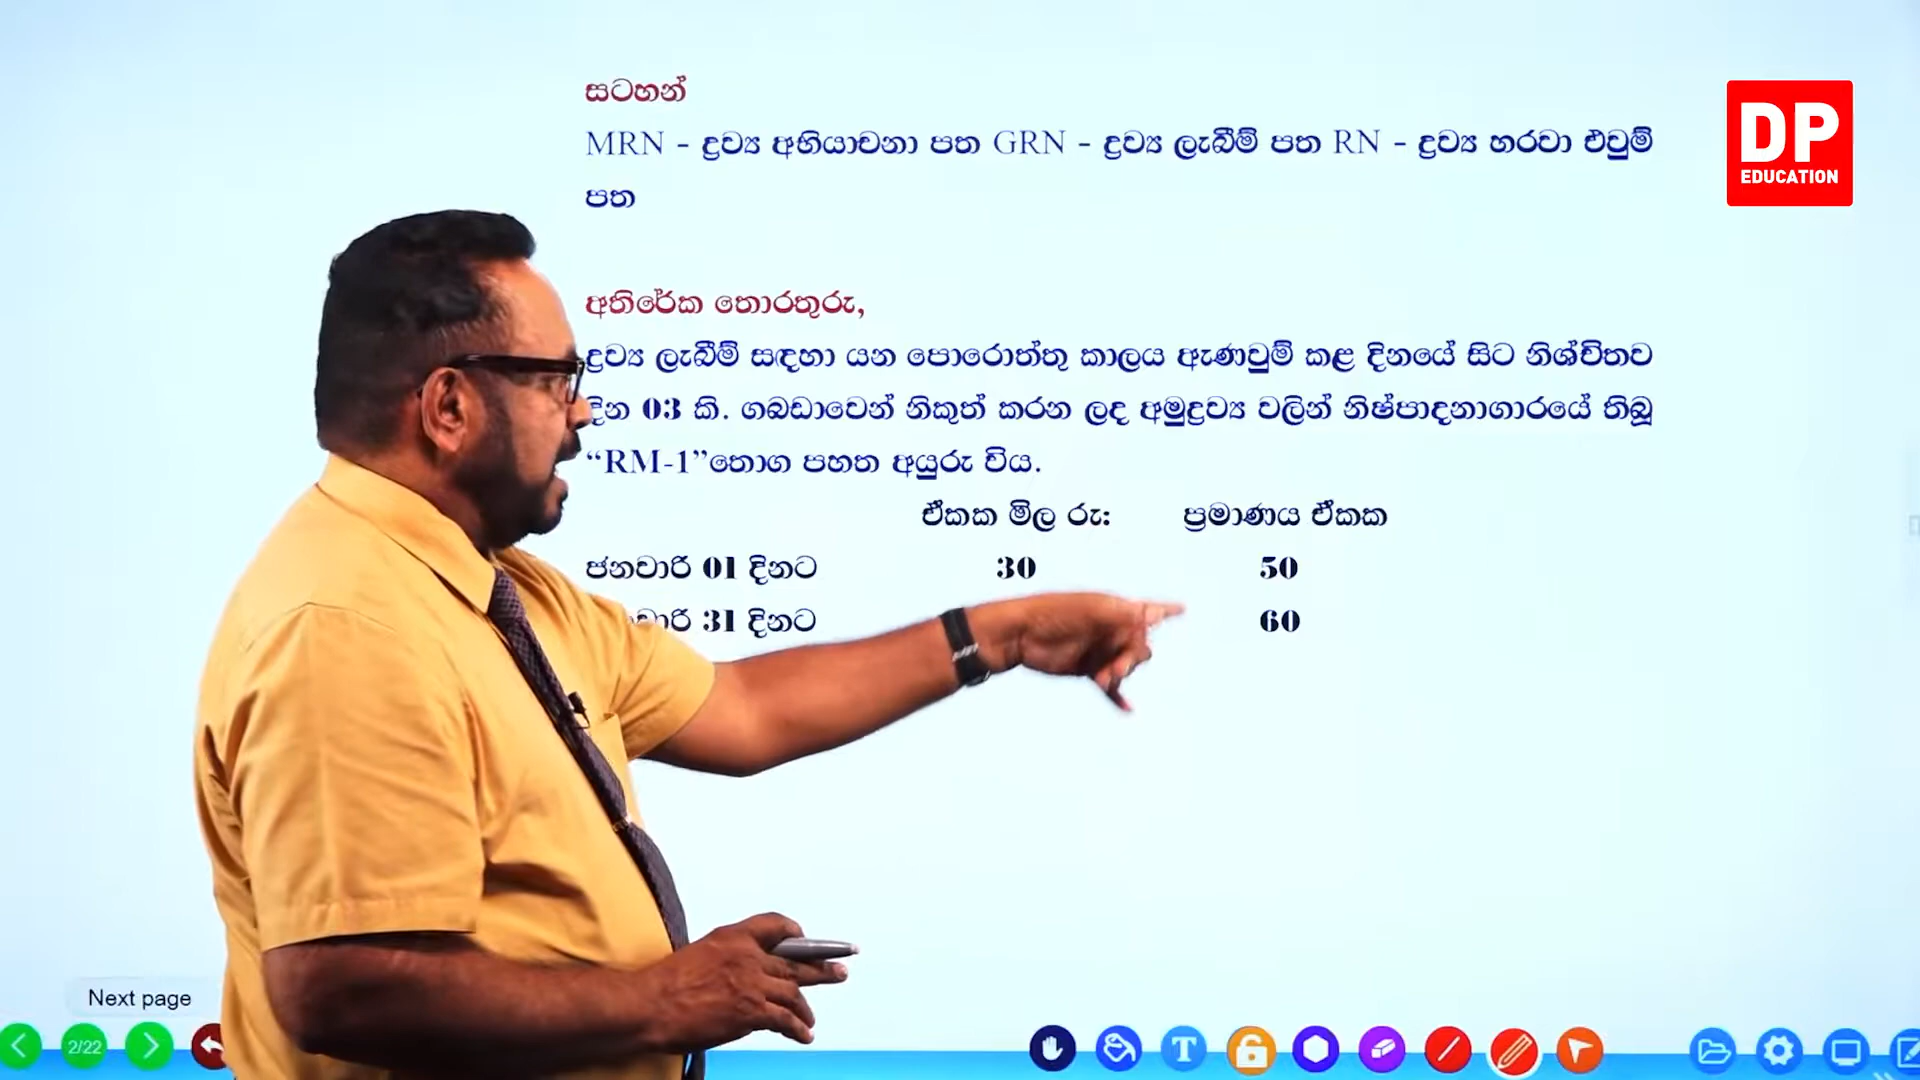 සටහන්
MRN - ද්‍රව්‍ය අභියාචනා පත GRN - ද්‍රව්‍ය ලැබීම් පත RN - ද්‍රව්‍ය හරවා එවුම්
පත
DP
EDUCATION
අතිරේක තොරතුරු,
ද්‍රව්‍ය ලැබීම් සඳහා යන පොරොත්තු කාලය ඇණවුම් කළ දිනයේ සිට නිශ්චිතව
දින 03 කි. ගබඩාවෙන් නිකුත් කරන ලද අමුද්‍රව්‍ය වලින් නිෂ්පාදනාගාරයේ තිබූ
“RM-1”තොග පහත අයුරු විය.
ඒකක මිල රු: ප්‍රමාණය ඒකක
ජනවාරි 01 දිනට 30 50
31 දිනට 60
Next page
2/22
T